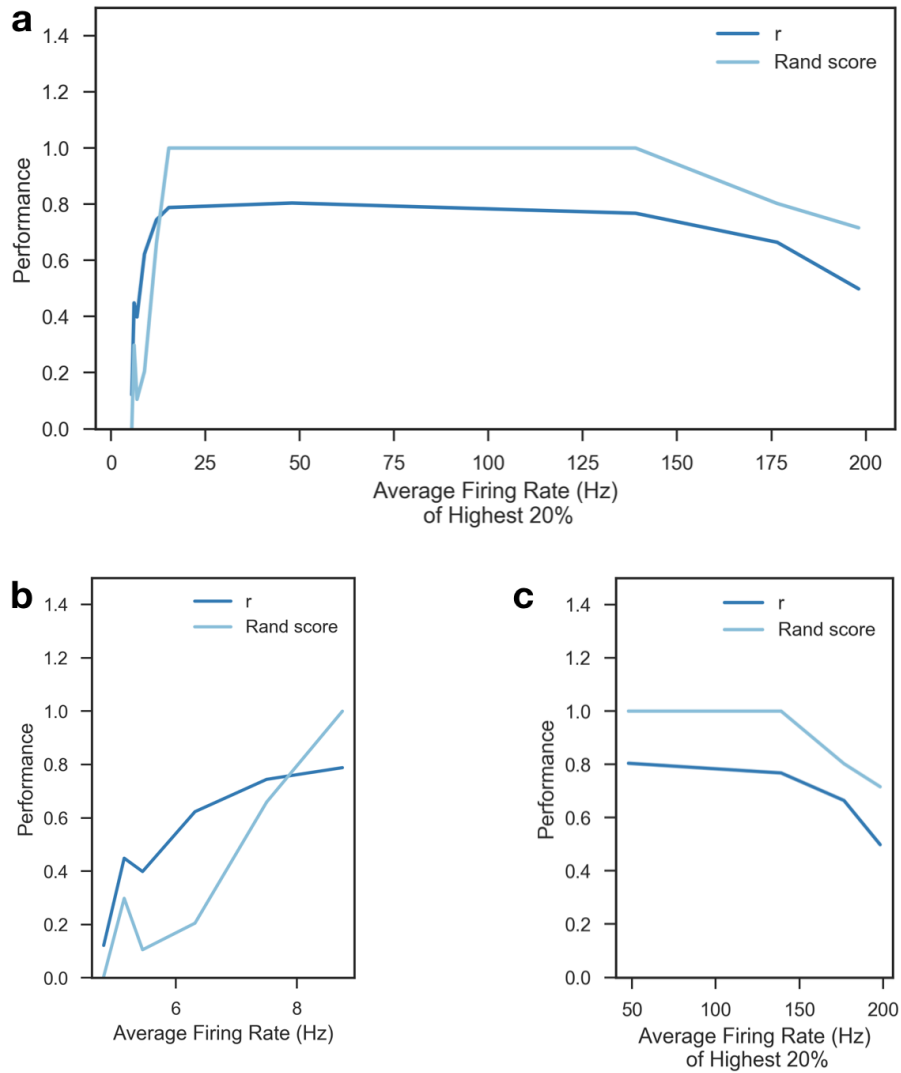 a
r
Rand score
Performance
1.4
1.2
1.0
0.8
0.6
0.4
0.2
0.0
0 25 50 75 100 125 150 175 200
Average Firing Rate (Hz)
of Highest 20%
b
r
Rand score
Performance
1.4
1.2
1.0
0.8
0.6
0.4
0.2
0.0
6 8
Average Firing Rate (Hz)
c
r
Rand score
Performance
1.4
1.2
1.0
0.8
0.6
0.4
0.2
0.0
50 100 150 200
Average Firing Rate (Hz)
of Highest 20%